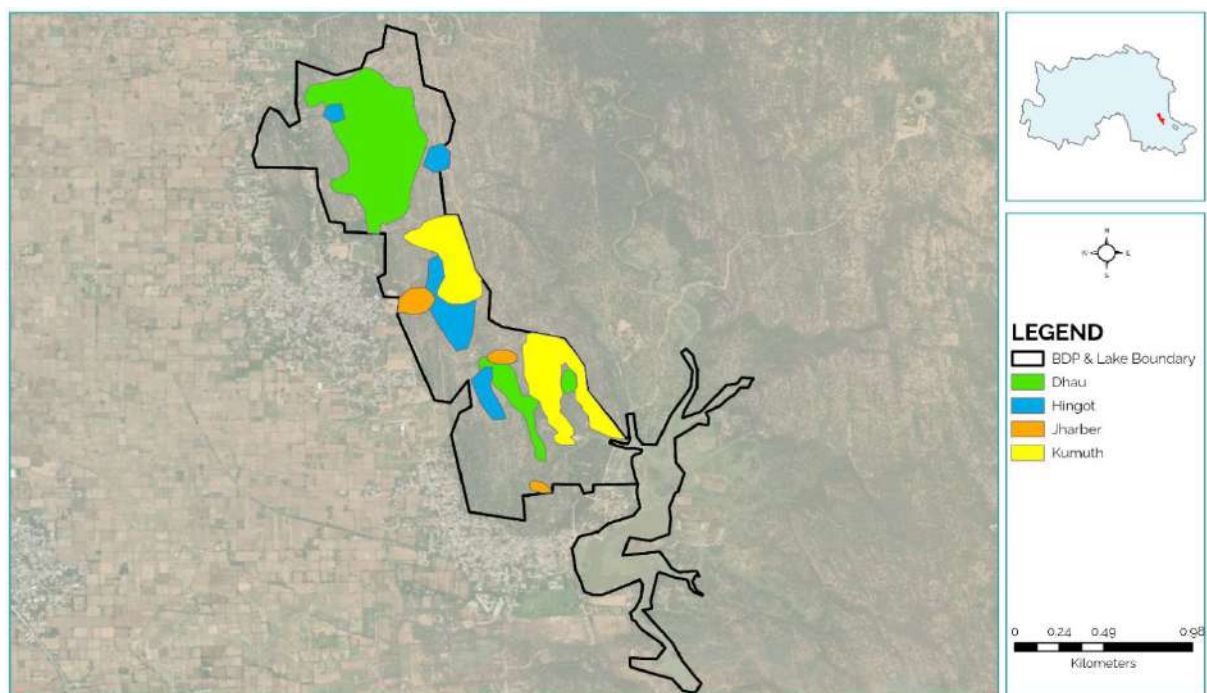 N
W E
S
LEGEND
BDP & Lake Boundary
Dhau
Hingot
Jharber
Kumuth
0 0.24 0.49 0.98
Kilometers